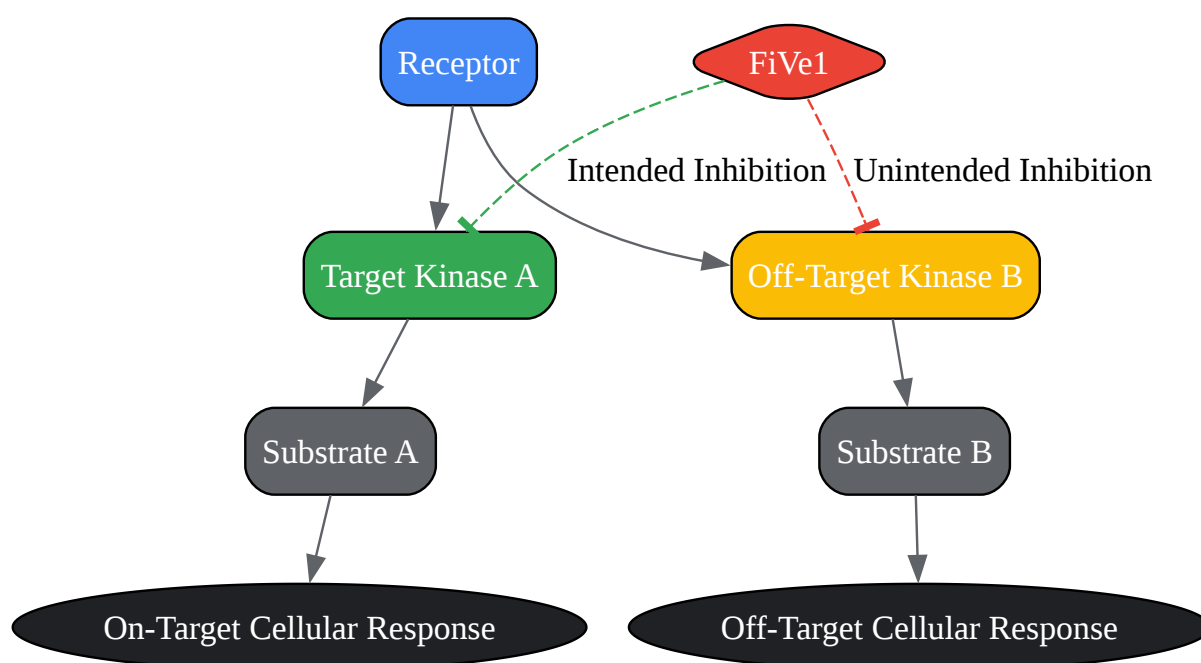 Receptor
FiVe1
Intended Inhibition
Unintended Inhibition
Target Kinase A
Off-Target Kinase B
Substrate A
Substrate B
On-Target Cellular Response
Off-Target Cellular Response